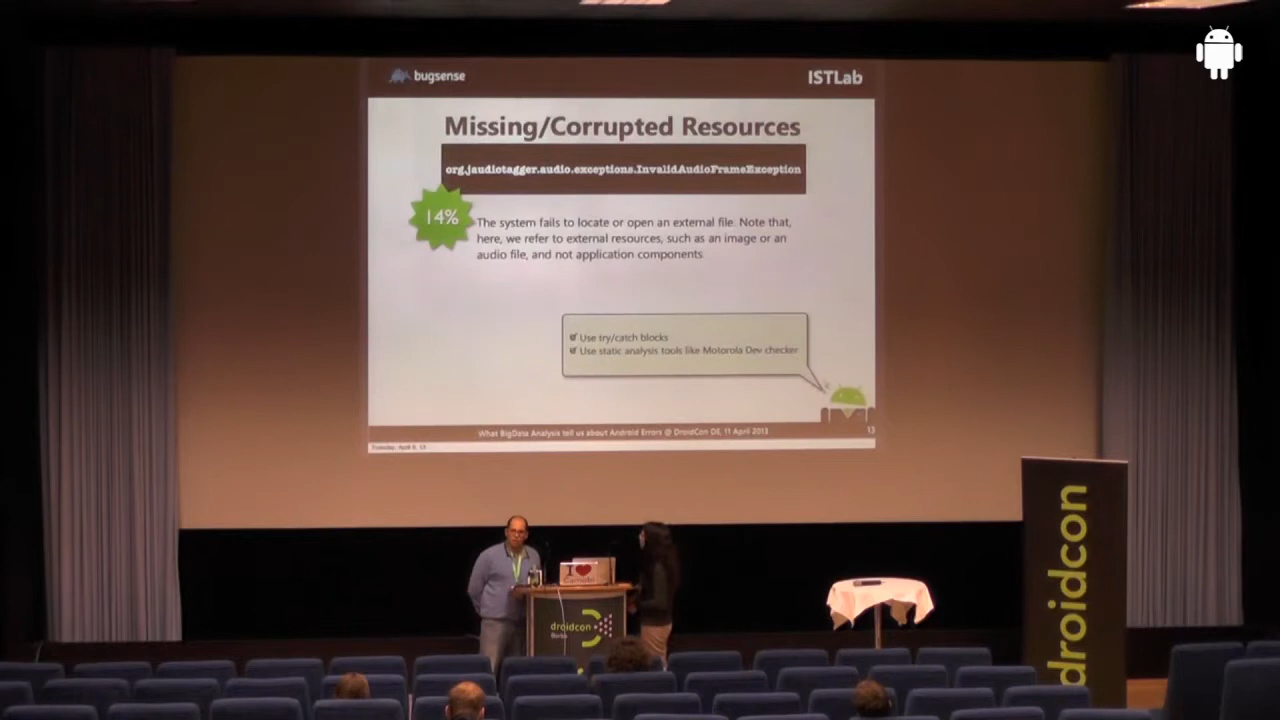 bugsense
ISTLab
Missing/Corrupted Resources
org.jaudiotagger.audio.exceptions.InvalidAudioFrameException
14%
The system fails to locate or open an external file. Note that,
here, we refer to external resources, such as an image or an
audio file, and not application components
Use try/catch blocks
Use static analysis tools like Motorola Dev checker
What BigData Analysis tell us about Android Errors @ DroidCon DE, 11 April 2013
13
I
droidcon
Berlin
droidcon